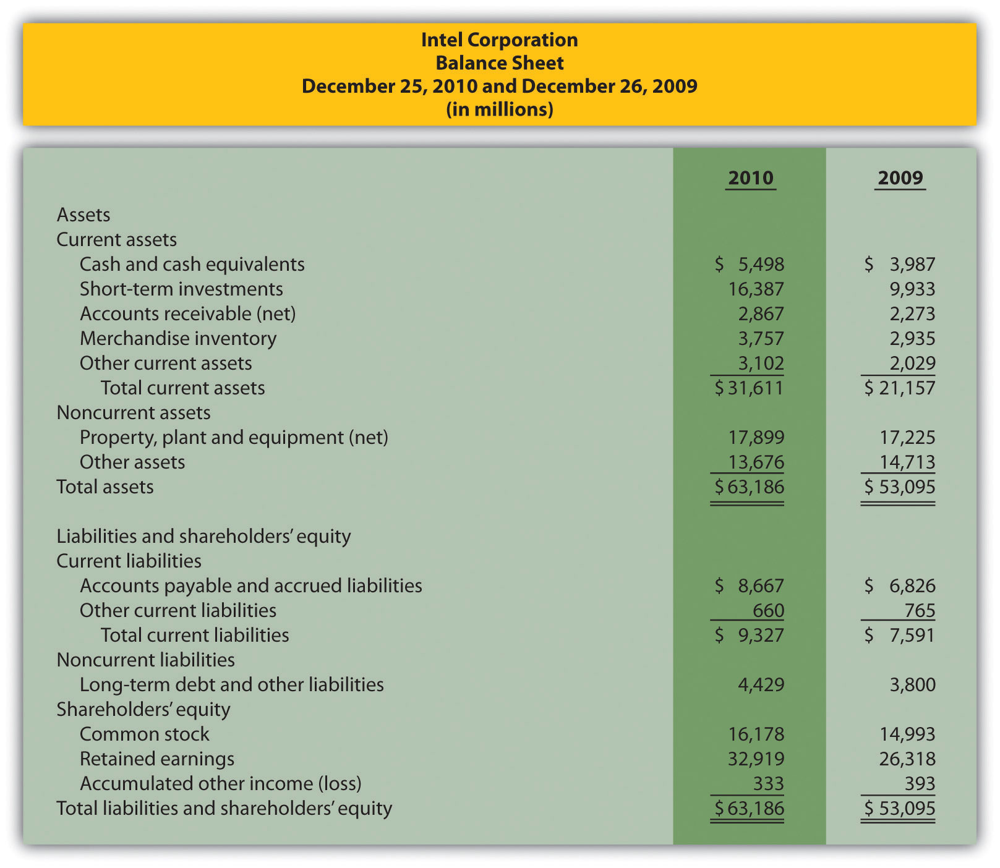 Intel Corporation
Balance Sheet
December 25, 2010 and December 26, 2009
(in millions)
2010 2009
Assets
Current assets
Cash and cash equivalents $ 5,498 $ 3,987
Short-term investments 16,387 9,933
Accounts receivable (net) 2,867 2,273
Merchandise inventory 3,757 2,935
Other current assets 3,102 2,029
Total current assets $ 31,611 $ 21,157
Noncurrent assets
Property, plant and equipment (net) 17,899 17,225
Other assets 13,676 14,713
Total assets $ 63,186 $ 53,095
Liabilities and shareholders’ equity
Current liabilities
Accounts payable and accrued liabilities $ 8,667 $ 6,826
Other current liabilities 660 765
Total current liabilities $ 9,327 $ 7,591
Noncurrent liabilities
Long-term debt and other liabilities 4,429 3,800
Shareholders’ equity
Common stock 16,178 14,993
Retained earnings 32,919 26,318
Accumulated other income (loss) 333 393
Total liabilities and shareholders’ equity $ 63,186 $ 53,095